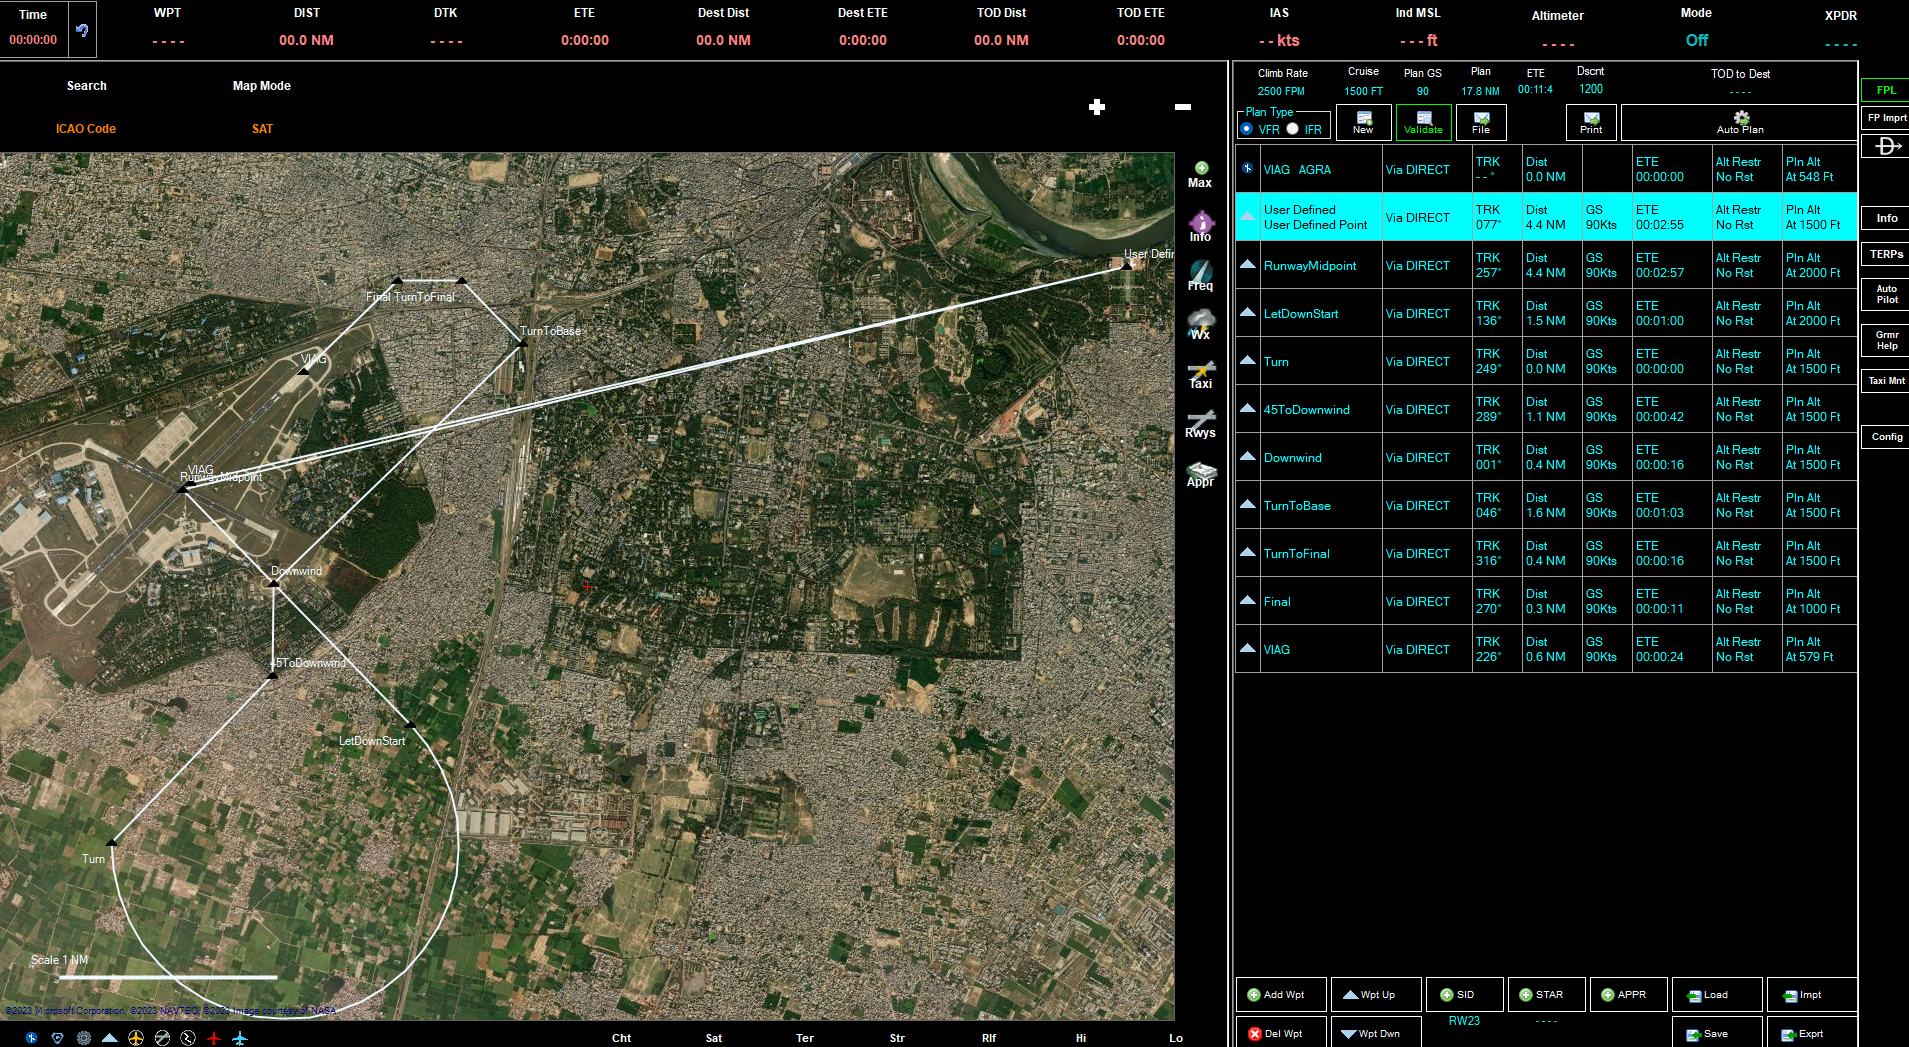 Time
00:00:00
WPT
- - - -
DIST
00.0 NM
DTK
- - - -
ETE
0:00:00
Dest Dist
00.0 NM
Dest ETE
0:00:00
TOD Dist
00.0 NM
TOD ETE
0:00:00
IAS
- - kts
Ind MSL
- - - ft
Altimeter
- - - -
Mode
Off
XPDR
- - - -
Search
ICAO Code
Map Mode
SAT
Max
Info
Freq
Wx
Taxi
Rwys
Appr
User Defin
Final TurnToFinal
TurnToBase
VIAG
VIAG
RunwayMidpoint
Downwind
45ToDownwind
LetDownStart
Turn
Scale 1 NM
©2023 Microsoft Corporation, ©2023 NAVTEQ, ©2023 Image courtesy of NASA
Cht
Sat
Ter
Str
Rlf
Hi
Lo
Climb Rate
2500 FPM
Cruise
1500 FT
Plan GS
90
Plan
17.8 NM
ETE
00:11:4
Dscnt
1200
TOD to Dest
- - - -
Plan Type
VFR IFR
New
Validate
File
Print
Auto Plan
VIAG AGRA Via DIRECT TRK - - ° Dist 0.0 NM ETE 00:00:00 Alt Restr No Rst Pln Alt At 548 Ft
User Defined User Defined Point Via DIRECT TRK 077° Dist 4.4 NM GS 90Kts ETE 00:02:55 Alt Restr No Rst Pln Alt At 1500 Ft
RunwayMidpoint Via DIRECT TRK 257° Dist 4.4 NM GS 90Kts ETE 00:02:57 Alt Restr No Rst Pln Alt At 2000 Ft
LetDownStart Via DIRECT TRK 136° Dist 1.5 NM GS 90Kts ETE 00:01:00 Alt Restr No Rst Pln Alt At 2000 Ft
Turn Via DIRECT TRK 249° Dist 0.0 NM GS 90Kts ETE 00:00:00 Alt Restr No Rst Pln Alt At 1500 Ft
45ToDownwind Via DIRECT TRK 289° Dist 1.1 NM GS 90Kts ETE 00:00:42 Alt Restr No Rst Pln Alt At 1500 Ft
Downwind Via DIRECT TRK 001° Dist 0.4 NM GS 90Kts ETE 00:00:16 Alt Restr No Rst Pln Alt At 1500 Ft
TurnToBase Via DIRECT TRK 046° Dist 1.6 NM GS 90Kts ETE 00:01:03 Alt Restr No Rst Pln Alt At 1500 Ft
TurnToFinal Via DIRECT TRK 316° Dist 0.4 NM GS 90Kts ETE 00:00:16 Alt Restr No Rst Pln Alt At 1500 Ft
Final Via DIRECT TRK 270° Dist 0.3 NM GS 90Kts ETE 00:00:11 Alt Restr No Rst Pln Alt At 1000 Ft
VIAG Via DIRECT TRK 226° Dist 0.6 NM GS 90Kts ETE 00:00:24 Alt Restr No Rst Pln Alt At 579 Ft
Add Wpt
Wpt Up
SID
STAR
APPR
Load
Impt
RW23
- - - -
Del Wpt
Wpt Dwn
Save
Exprt
FPL
FP Imprt
D
Info
TERPs
Auto
Pilot
Grmr
Help
Taxi Mnt
Config